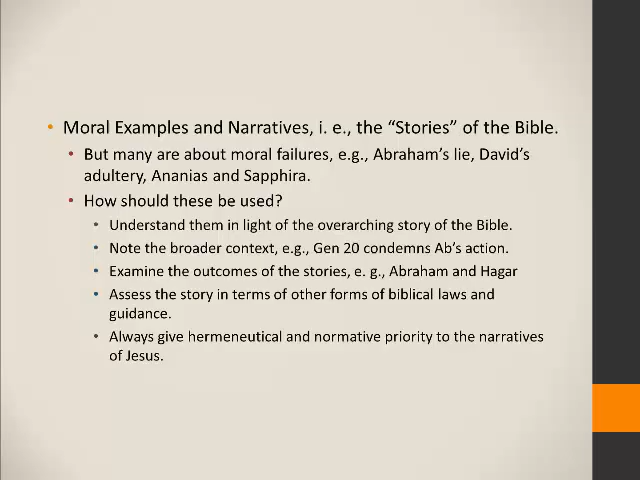 • Moral Examples and Narratives, i. e., the “Stories” of the Bible.
• But many are about moral failures, e.g., Abraham’s lie, David’s
adultery, Ananias and Sapphira.
• How should these be used?
• Understand them in light of the overarching story of the Bible.
• Note the broader context, e.g., Gen 20 condemns Ab’s action.
• Examine the outcomes of the stories, e. g., Abraham and Hagar
• Assess the story in terms of other forms of biblical laws and
guidance.
• Always give hermeneutical and normative priority to the narratives
of Jesus.